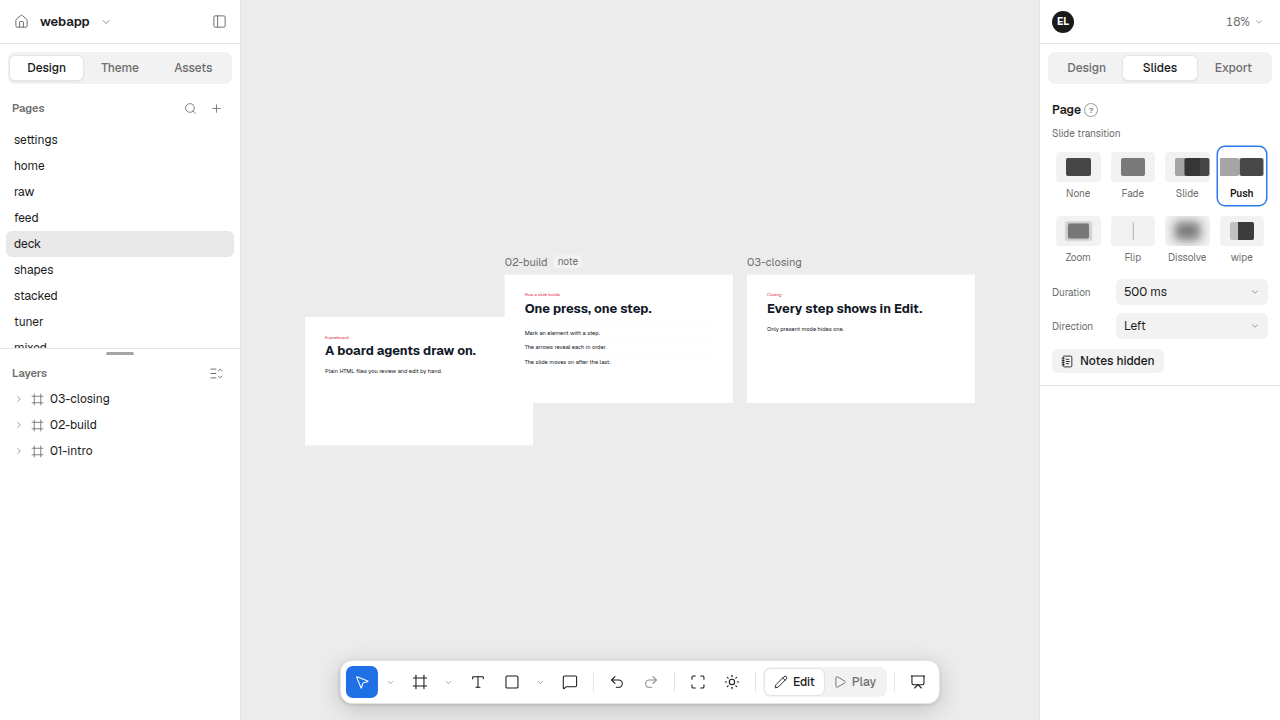 webapp
Design
Theme
Assets
Pages
settings
home
raw
feed
deck
shapes
stacked
tuner
mixed
Layers
03-closing
02-build
01-intro
02-build note
How a slide builds
One press, one step.
Mark an element with a step.
The arrows reveal each in order.
The slide moves on after the last.
03-closing
Closing
Every step shows in Edit.
Only present mode hides one.
Frameboard
A board agents draw on.
Plain HTML files you review and edit by hand.
Edit
Play
EL
18%
Design
Slides
Export
Page ?
Slide transition
None
Fade
Slide
Push
Zoom
Flip
Dissolve
wipe
Duration
500 ms
Direction
Left
Notes hidden